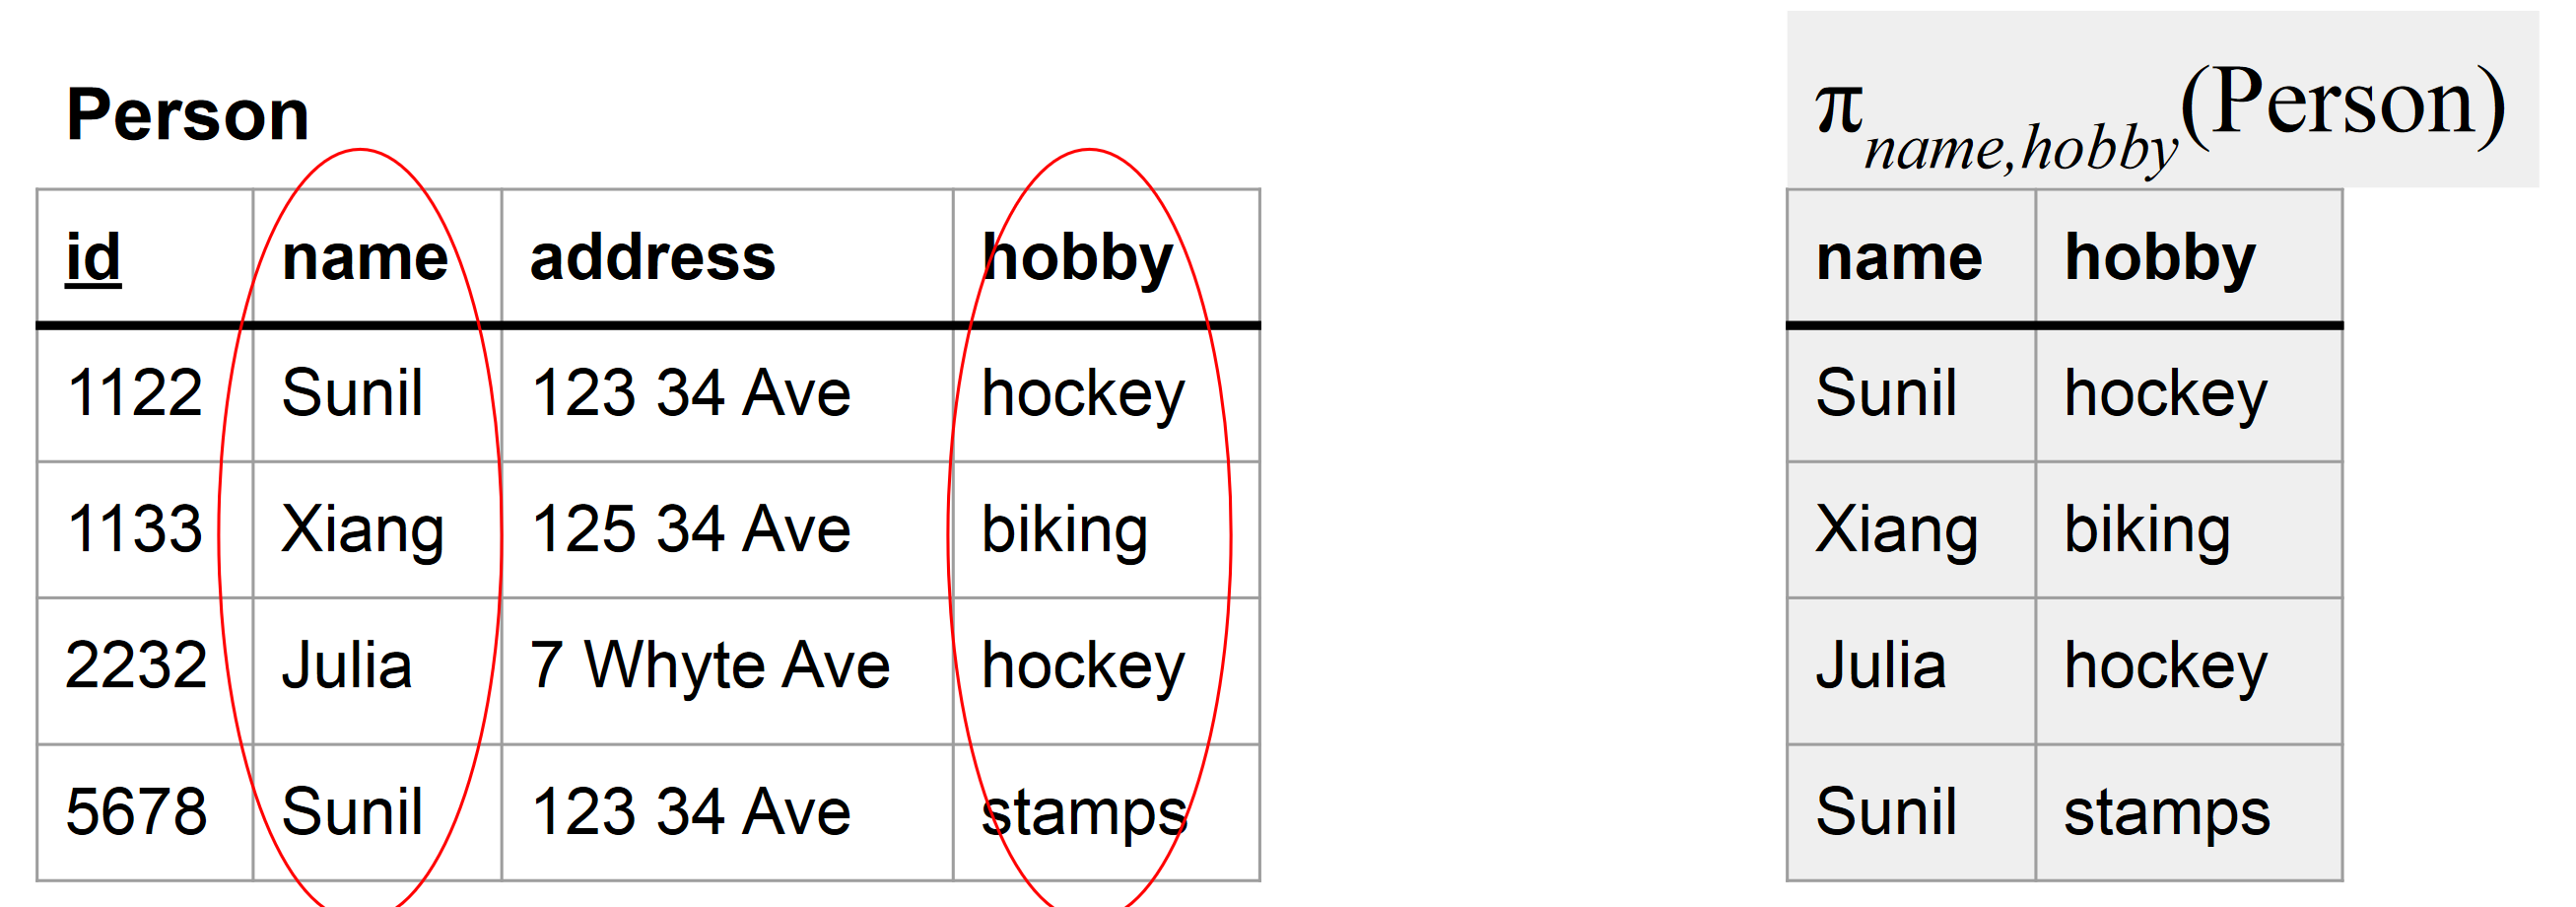 Person
id name address hobby
1122 Sunil 123 34 Ave hockey
1133 Xiang 125 34 Ave biking
2232 Julia 7 Whyte Ave hockey
5678 Sunil 123 34 Ave stamps
π name,hobby (Person)
name hobby
Sunil hockey
Xiang biking
Julia hockey
Sunil stamps